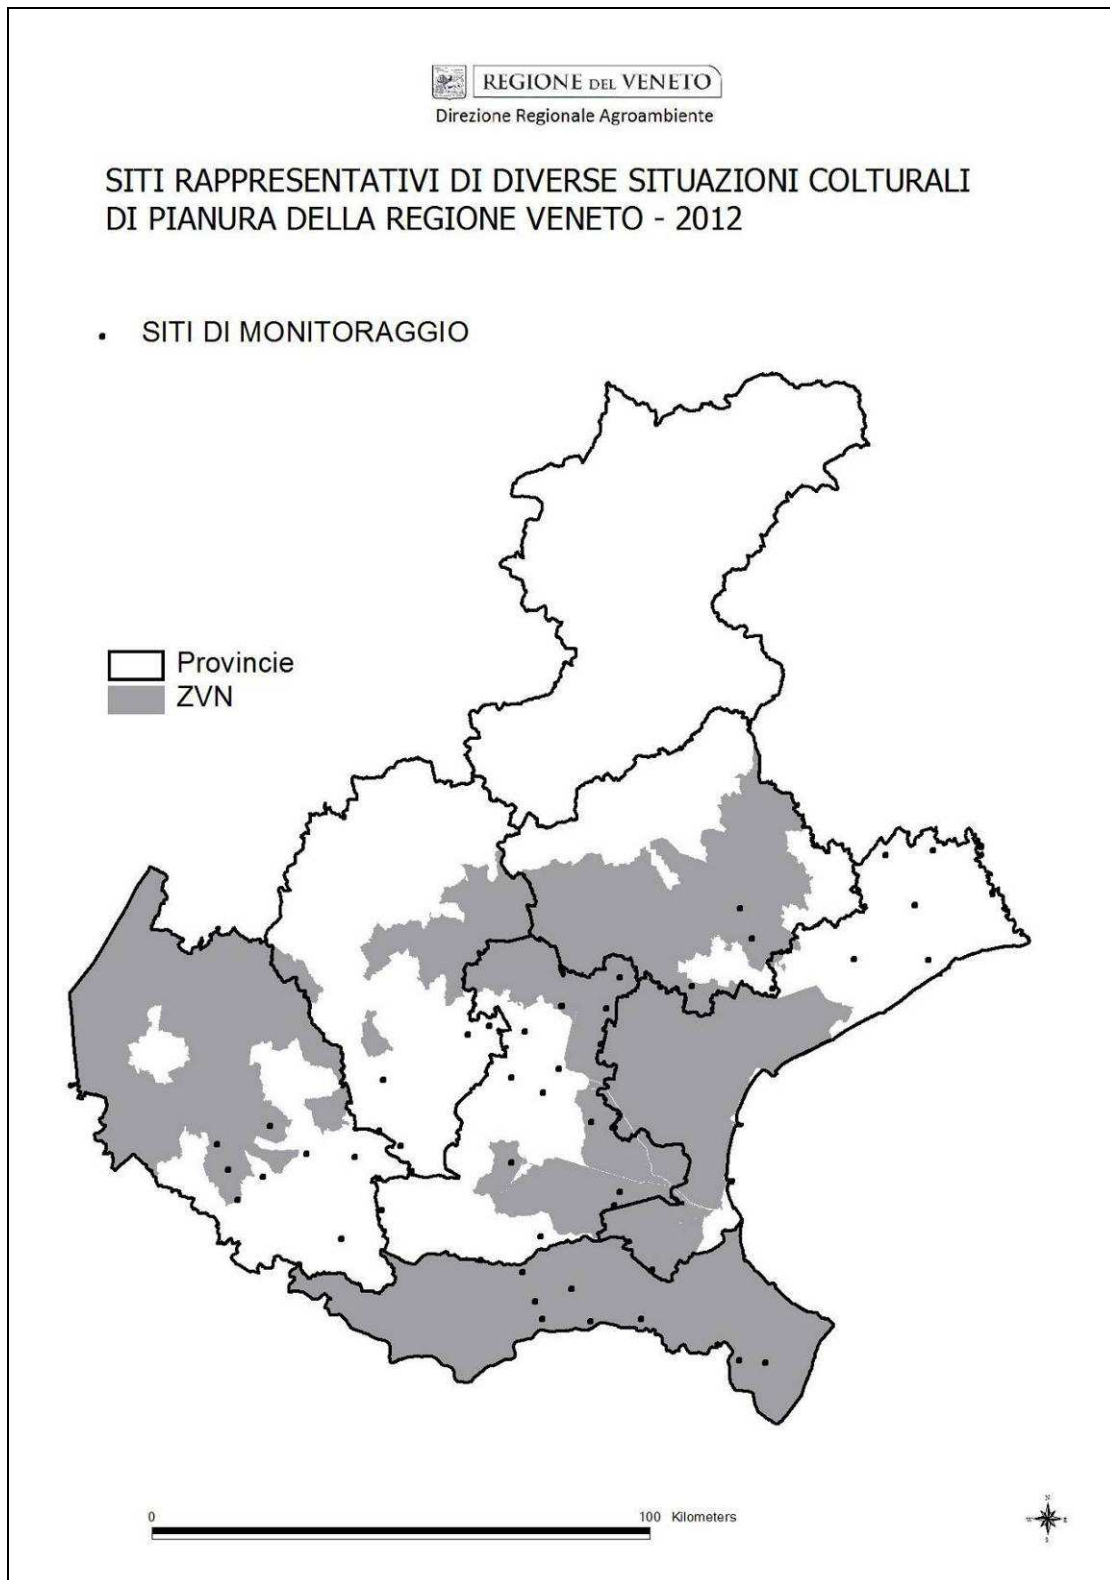 REGIONE DEL VENETO
Direzione Regionale Agroambiente
SITI RAPPRESENTATIVI DI DIVERSE SITUAZIONI COLTURALI
DI PIANURA DELLA REGIONE VENETO - 2012
SITI DI MONITORAGGIO
Provincie
ZVN
0 100 Kilometers
N